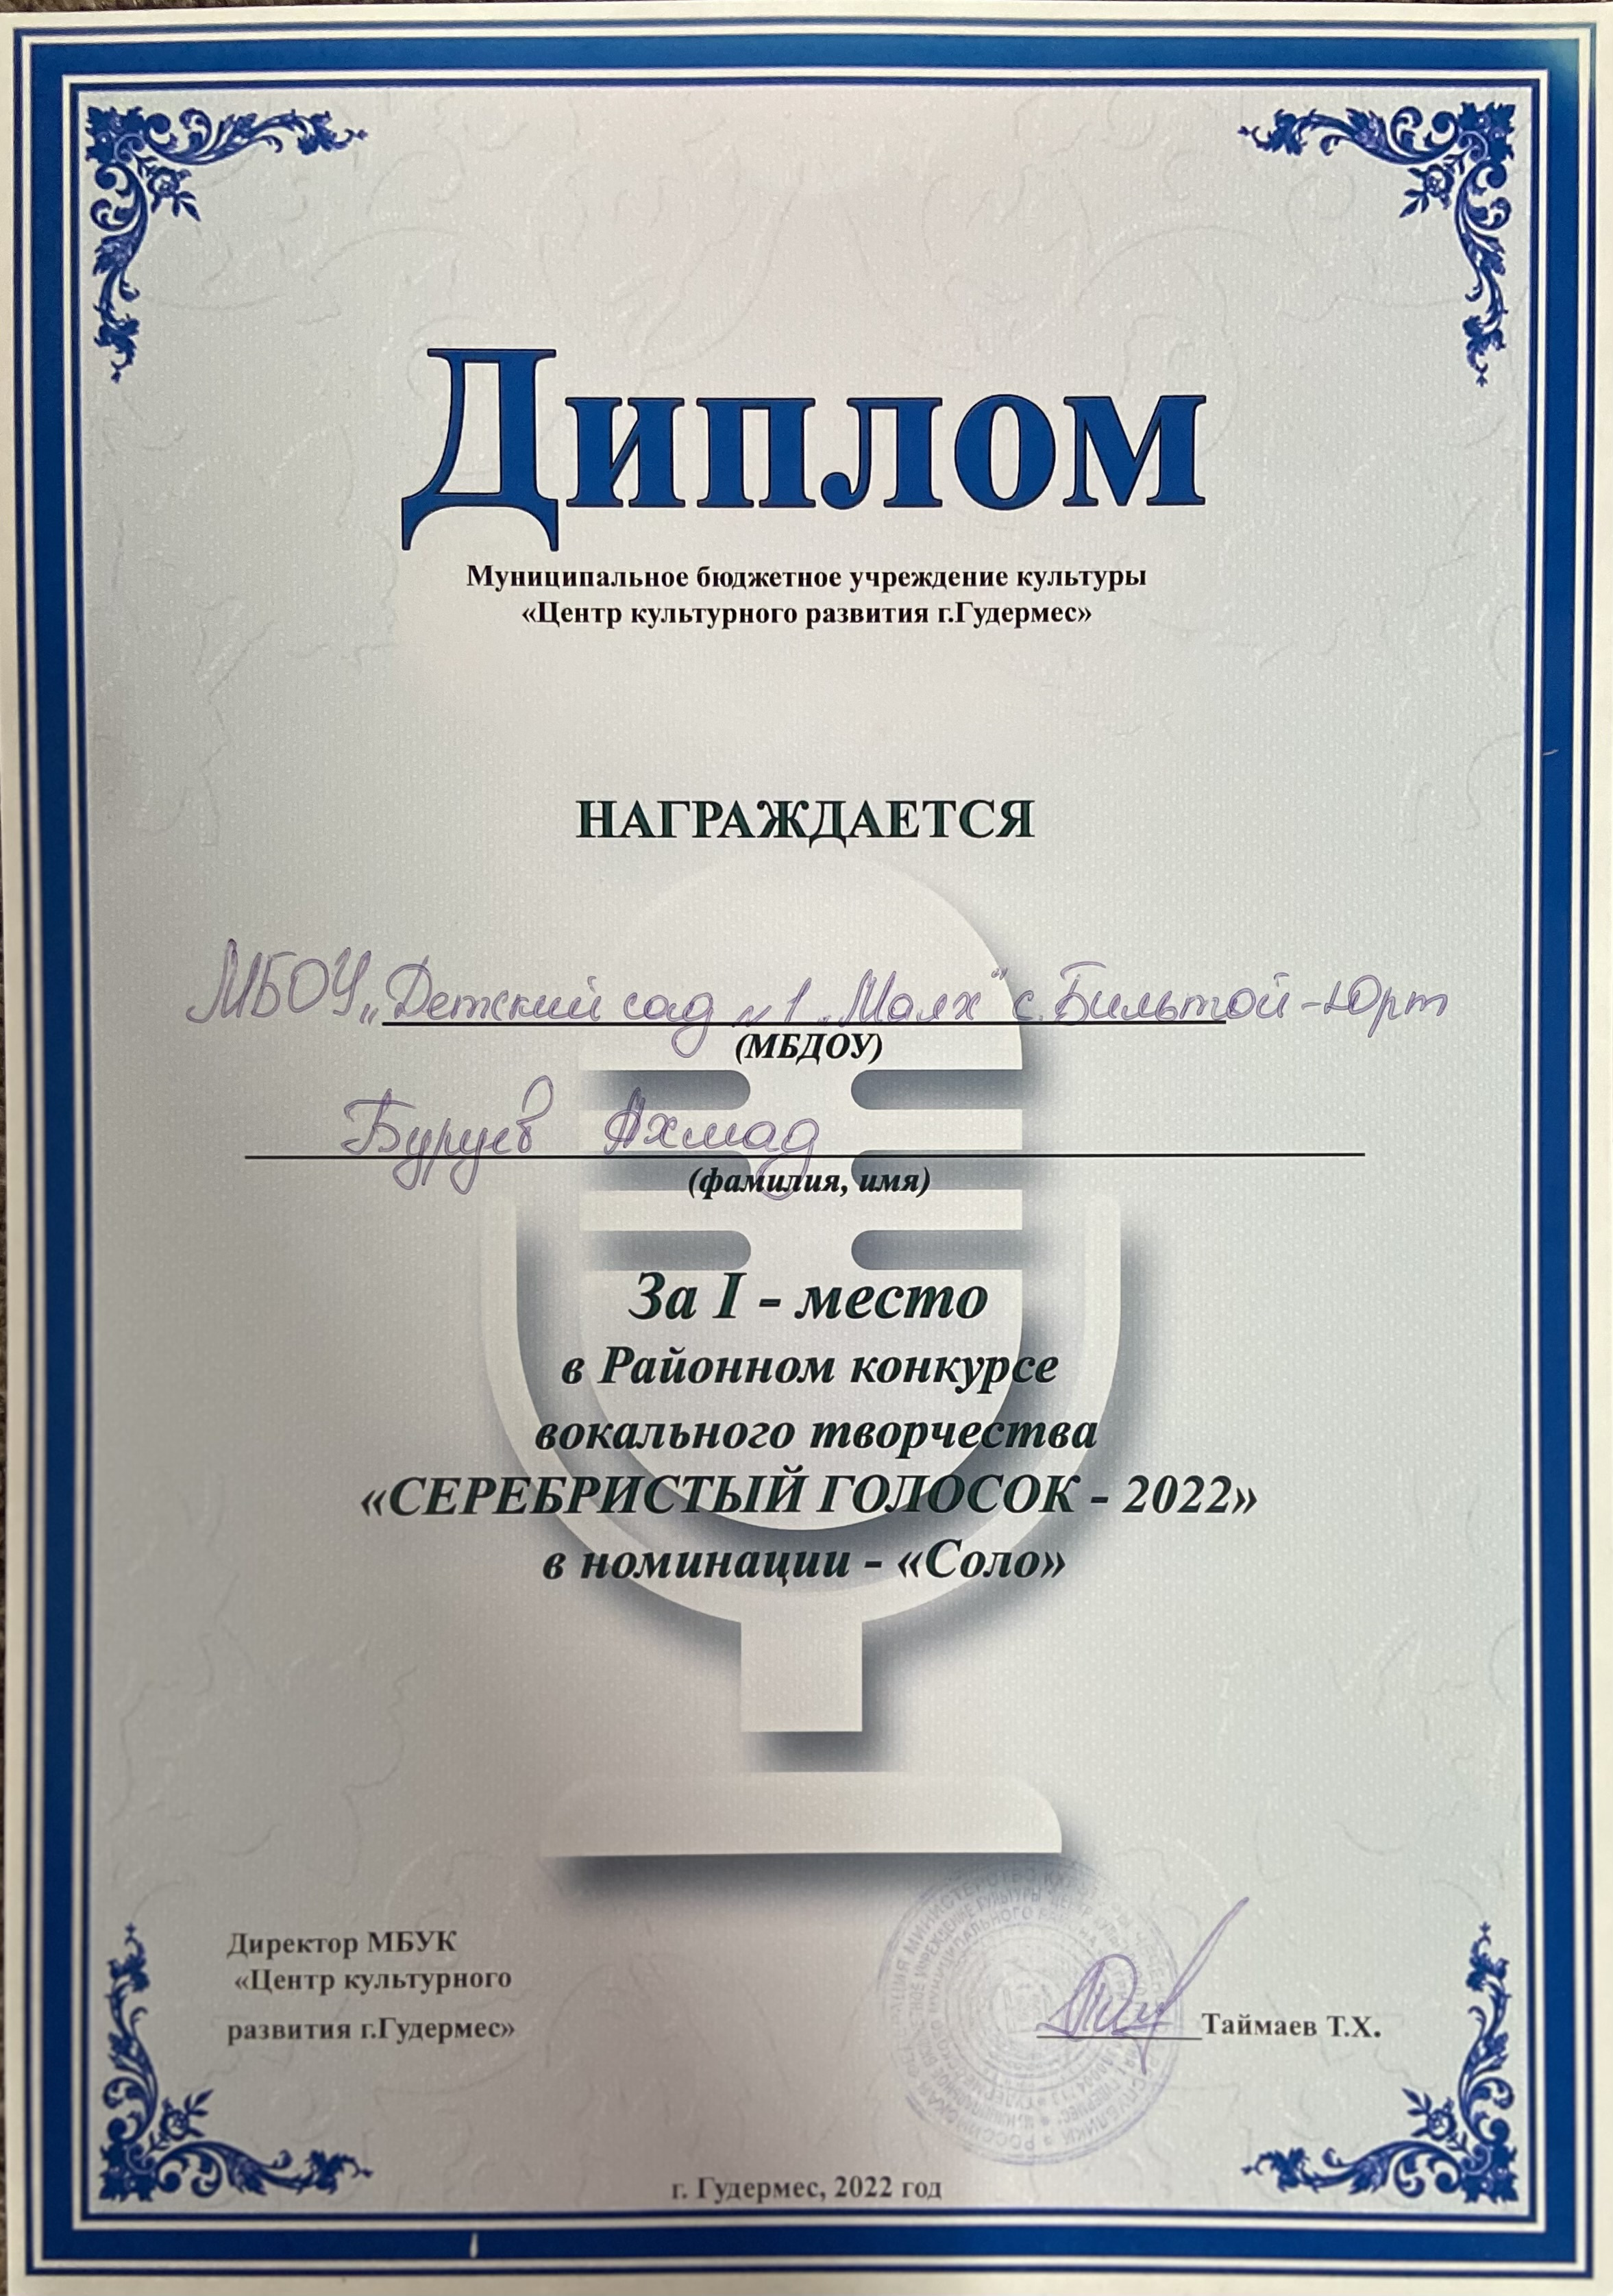 Диплом
Муниципальное бюджетное учреждение культуры
«Центр культурного развития г.Гудермес»
НАГРАЖДАЕТСЯ
МБОУ „Детский сад №1 „Малх" с. Бильтой-Юрт
(МБДОУ)
Буруев Ахмад
(фамилия, имя)
За I - место
в Районном конкурсе
вокального творчества
«СЕРЕБРИСТЫЙ ГОЛОСОК - 2022»
в номинации - «Соло»
Директор МБУК
«Центр культурного
развития г.Гудермес»
Таймаев Т.Х.
г. Гудермес, 2022 год